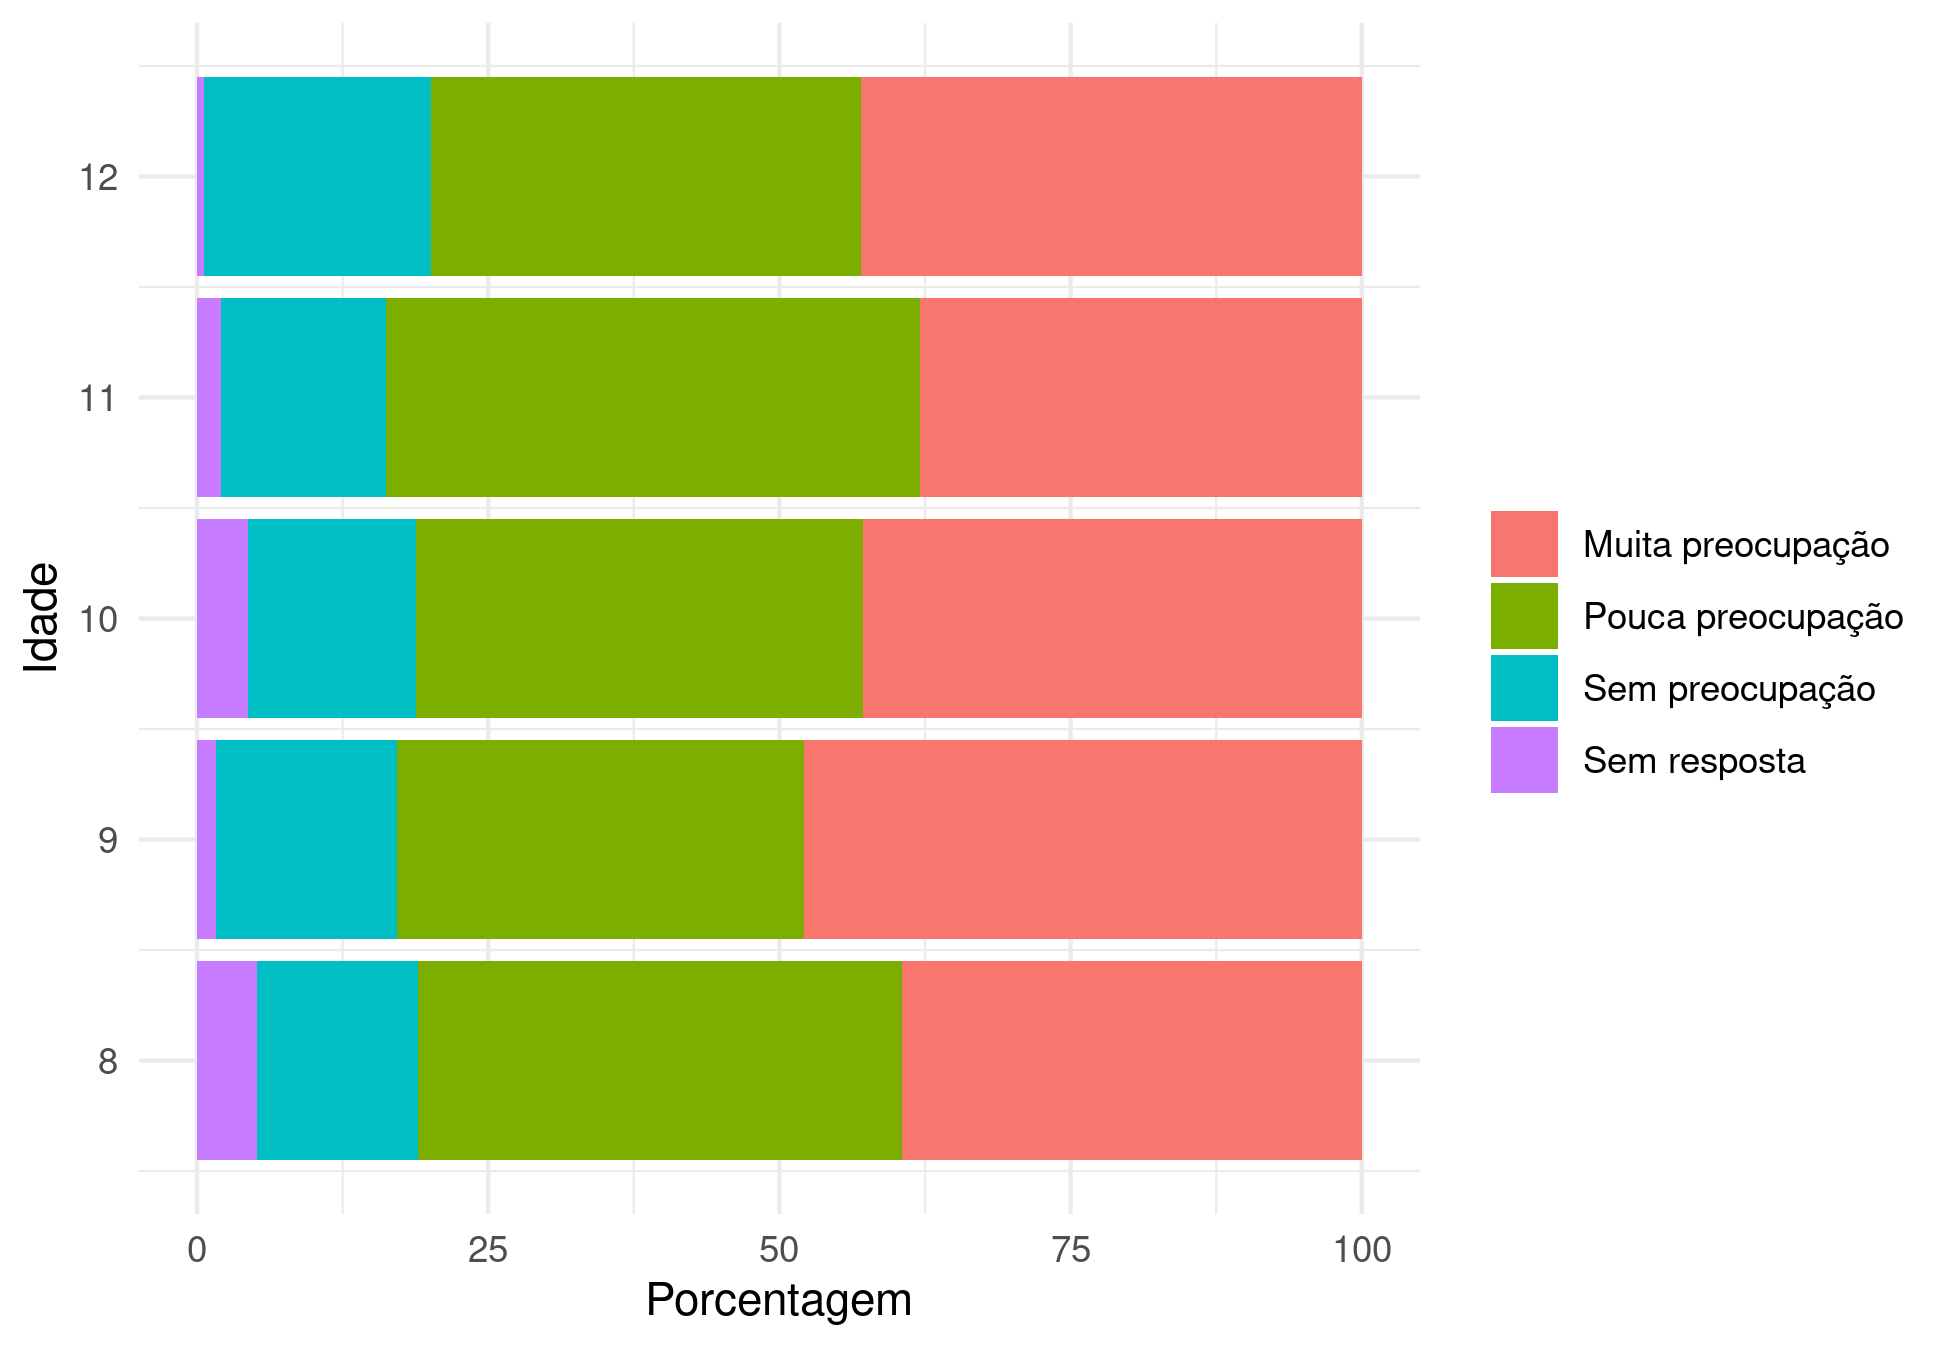 12
11
10
9
8
Idade
0 25 50 75 100
Porcentagem
Muita preocupação
Pouca preocupação
Sem preocupação
Sem resposta